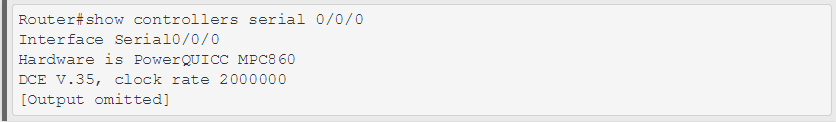 Router#show controllers serial 0/0/0
Interface Serial0/0/0
Hardware is PowerQUICC MPC860
DCE V.35, clock rate 2000000
[Output omitted]